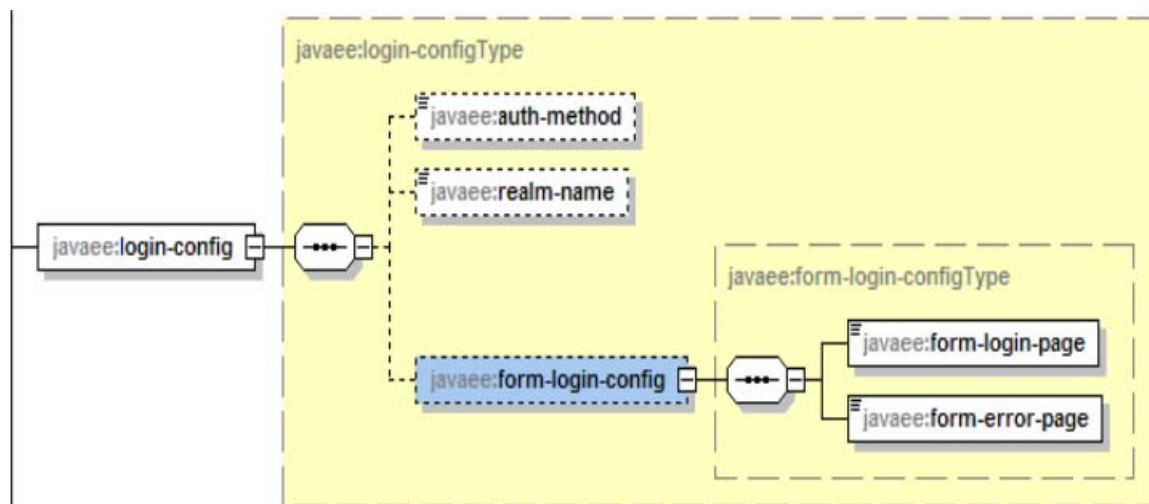 javaee:login-configType
javaee:auth-method
javaee:realm-name
javaee:login-config
javaee:form-login-configType
javaee:form-login-page
javaee:form-login-config
javaee:form-error-page